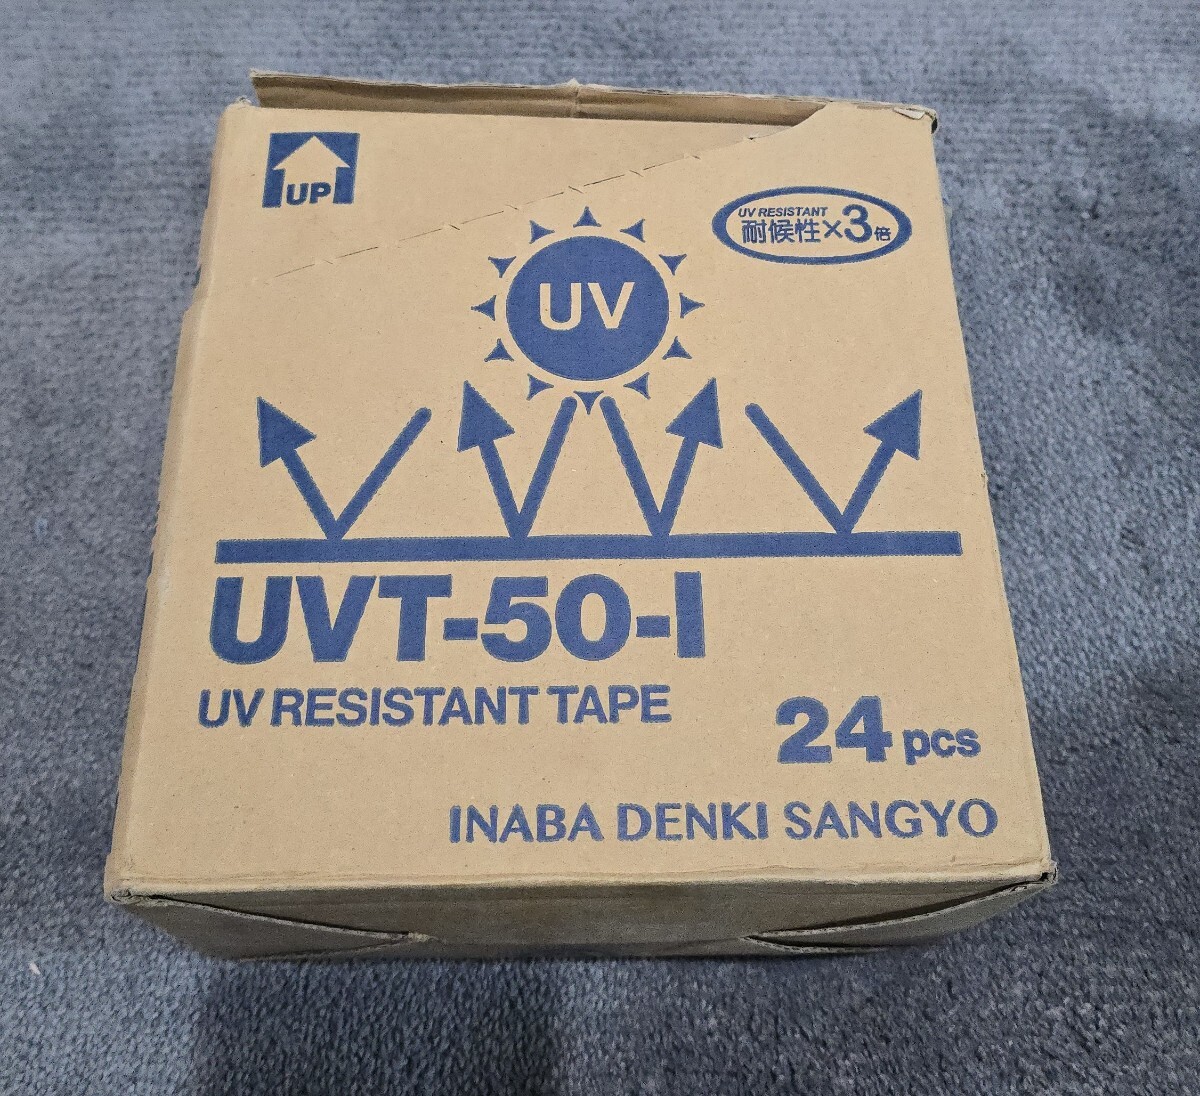 UP
UV RESISTANT
耐候性×3倍
UV
UVT-50-I
UV RESISTANT TAPE
24 pcs
INABA DENKI SANGYO